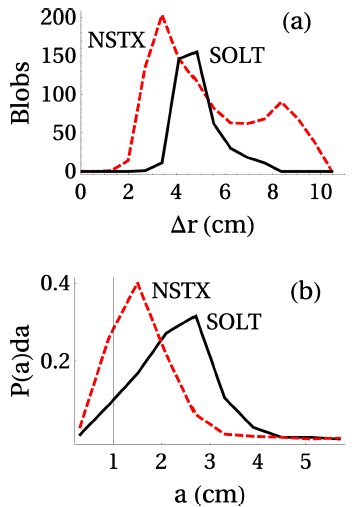 200
(a)
NSTX
SOLT
150
100
50
0
Blobs
0 2 4 6 8 10
Δr (cm)
0.4
NSTX
(b)
SOLT
0.2
P(a)da
1 2 3 4 5
a (cm)